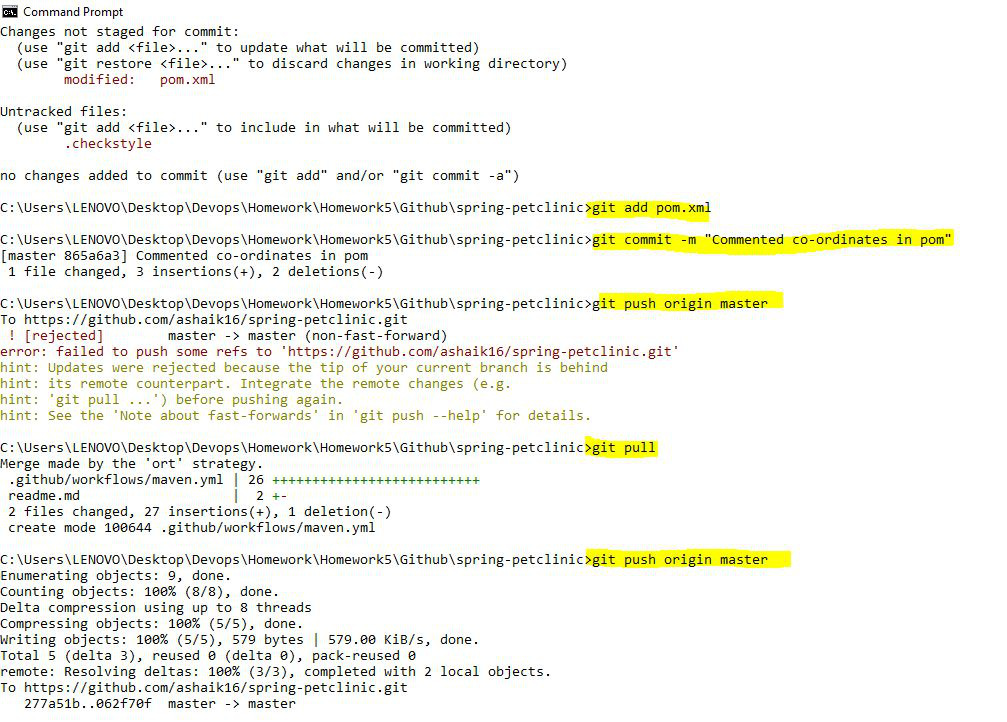 Command Prompt
Changes not staged for commit:
  (use "git add <file>..." to update what will be committed)
  (use "git restore <file>..." to discard changes in working directory)
        modified:   pom.xml

Untracked files:
  (use "git add <file>..." to include in what will be committed)
        .checkstyle

no changes added to commit (use "git add" and/or "git commit -a")

C:\Users\LENOVO\Desktop\Devops\Homework\Homework5\Github\spring-petclinic>git add pom.xml

C:\Users\LENOVO\Desktop\Devops\Homework\Homework5\Github\spring-petclinic>git commit -m "Commented co-ordinates in pom"
[master 865a6a3] Commented co-ordinates in pom
 1 file changed, 3 insertions(+), 2 deletions(-)

C:\Users\LENOVO\Desktop\Devops\Homework\Homework5\Github\spring-petclinic>git push origin master
To https://github.com/ashaik16/spring-petclinic.git
 ! [rejected]        master -> master (non-fast-forward)
error: failed to push some refs to 'https://github.com/ashaik16/spring-petclinic.git'
hint: Updates were rejected because the tip of your current branch is behind
hint: its remote counterpart. Integrate the remote changes (e.g.
hint: 'git pull ...') before pushing again.
hint: See the 'Note about fast-forwards' in 'git push --help' for details.

C:\Users\LENOVO\Desktop\Devops\Homework\Homework5\Github\spring-petclinic>git pull
Merge made by the 'ort' strategy.
 .github/workflows/maven.yml | 26 ++++++++++++++++++++++++++
 readme.md                   |  2 +-
 2 files changed, 27 insertions(+), 1 deletion(-)
 create mode 100644 .github/workflows/maven.yml

C:\Users\LENOVO\Desktop\Devops\Homework\Homework5\Github\spring-petclinic>git push origin master
Enumerating objects: 9, done.
Counting objects: 100% (8/8), done.
Delta compression using up to 8 threads
Compressing objects: 100% (5/5), done.
Writing objects: 100% (5/5), 579 bytes | 579.00 KiB/s, done.
Total 5 (delta 3), reused 0 (delta 0), pack-reused 0
remote: Resolving deltas: 100% (3/3), completed with 2 local objects.
To https://github.com/ashaik16/spring-petclinic.git
   277a51b..062f70f  master -> master